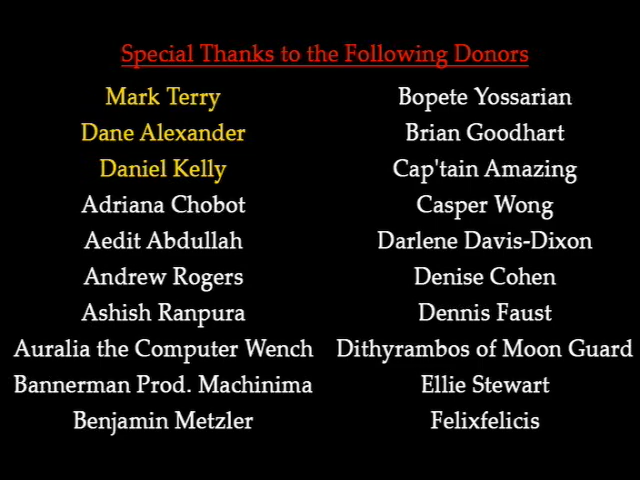 Special Thanks to the Following Donors
Mark Terry
Dane Alexander
Daniel Kelly
Adriana Chobot
Aedit Abdullah
Andrew Rogers
Ashish Ranpura
Auralia the Computer Wench
Bannerman Prod. Machinima
Benjamin Metzler
Bopete Yossarian
Brian Goodhart
Cap'tain Amazing
Casper Wong
Darlene Davis-Dixon
Denise Cohen
Dennis Faust
Dithyrambos of Moon Guard
Ellie Stewart
Felixfelicis